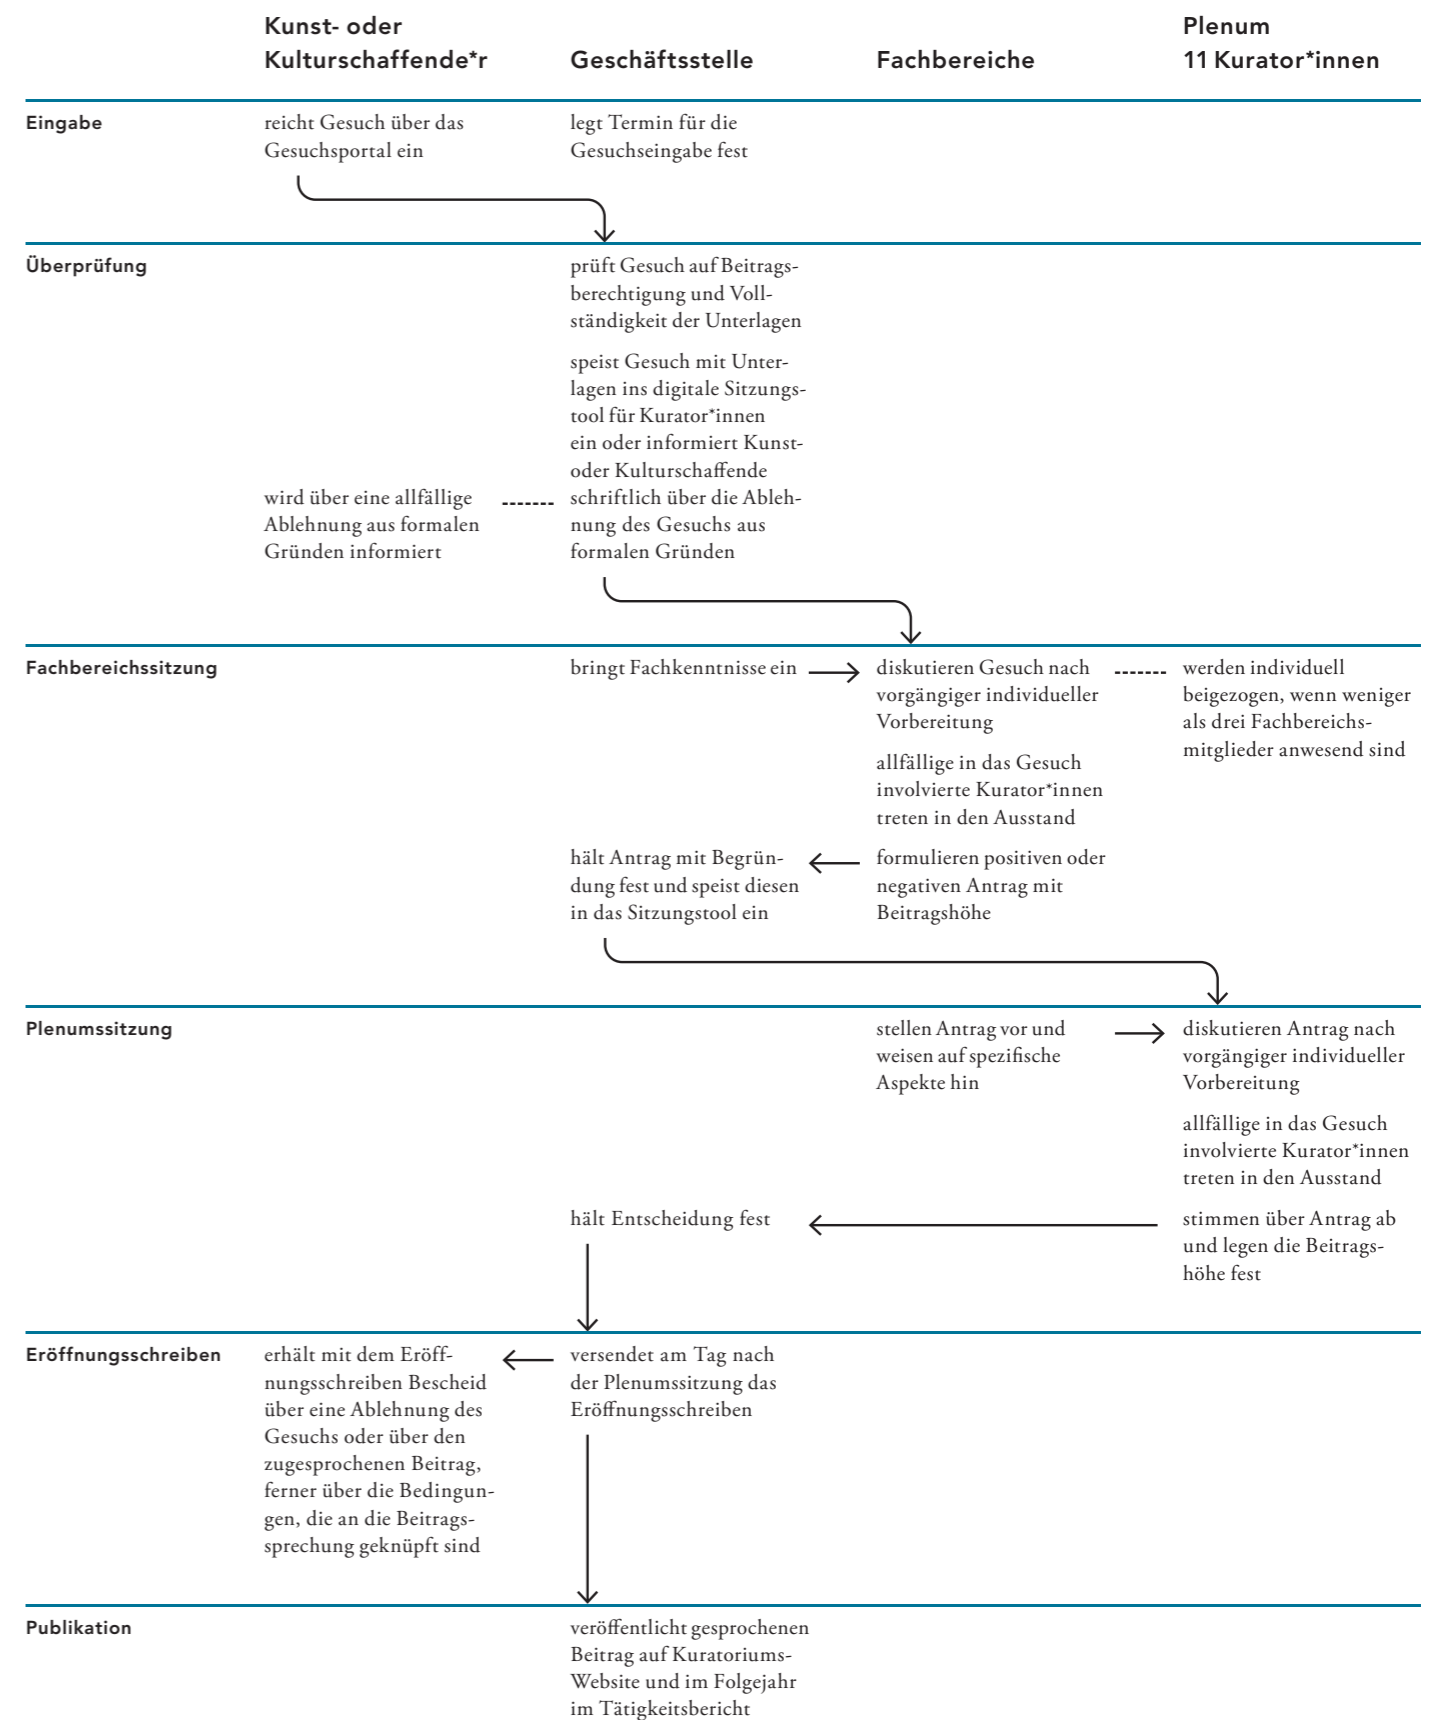 Kunst- oder
Kulturschaffende*r
Geschäftsstelle
Fachbereiche
Plenum
11 Kurator*innen
Eingabe
reicht Gesuch über das
Gesuchsportal ein
legt Termin für die
Gesuchseingabe fest
Überprüfung
prüft Gesuch auf Beitrags-
berechtigung und Voll-
ständigkeit der Unterlagen
speist Gesuch mit Unter-
lagen ins digitale Sitzungs-
tool für Kurator*innen
ein oder informiert Kunst-
oder Kulturschaffende
schriftlich über die Ableh-
nung des Gesuchs aus
formalen Gründen
wird über eine allfällige
Ablehnung aus formalen
Gründen informiert
Fachbereichssitzung
bringt Fachkenntnisse ein
diskutieren Gesuch nach
vorgängiger individueller
Vorbereitung
allfällige in das Gesuch
involvierte Kurator*innen
treten in den Ausstand
werden individuell
beigezogen, wenn weniger
als drei Fachbereichs-
mitglieder anwesend sind
formulieren positiven oder
negativen Antrag mit
Beitragshöhe
hält Antrag mit Begrün-
dung fest und speist diesen
in das Sitzungstool ein
Plenumssitzung
stellen Antrag vor und
weisen auf spezifische
Aspekte hin
diskutieren Antrag nach
vorgängiger individueller
Vorbereitung
allfällige in das Gesuch
involvierte Kurator*innen
treten in den Ausstand
stimmen über Antrag ab
und legen die Beitrags-
höhe fest
hält Entscheidung fest
Eröffnungsschreiben
erhält mit dem Eröff-
nungsschreiben Bescheid
über eine Ablehnung des
Gesuchs oder über den
zugesprochenen Beitrag,
ferner über die Bedingun-
gen, die an die Beitrags-
sprechung geknüpft sind
versendet am Tag nach
der Plenumssitzung das
Eröffnungsschreiben
Publikation
veröffentlicht gesprochenen
Beitrag auf Kuratoriums-
Website und im Folgejahr
im Tätigkeitsbericht